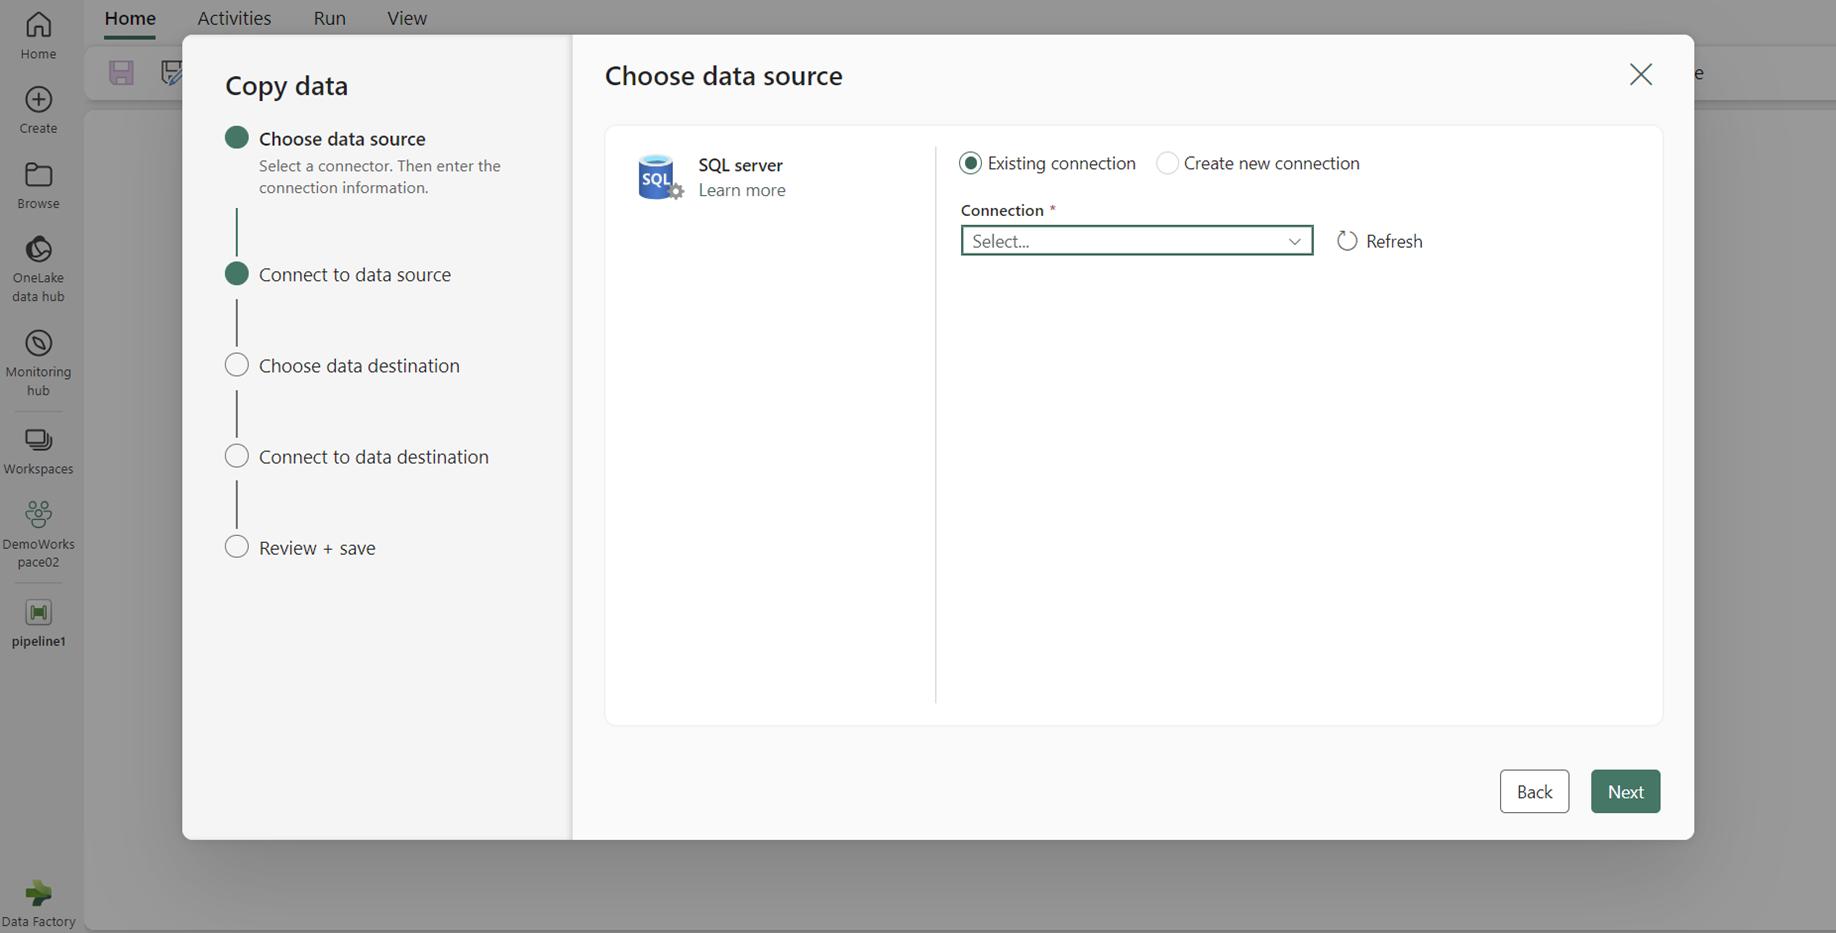 Home
Activities
Run
View
Home
Create
Browse
OneLake
data hub
Monitoring
hub
Workspaces
DemoWorks
pace02
pipeline1
Data Factory
Copy data
Choose data source
Select a connector. Then enter the
connection information.
Connect to data source
Choose data destination
Connect to data destination
Review + save
Choose data source
SQL
SQL server
Learn more
Existing connection
Create new connection
Connection *
Select...
Refresh
Back
Next